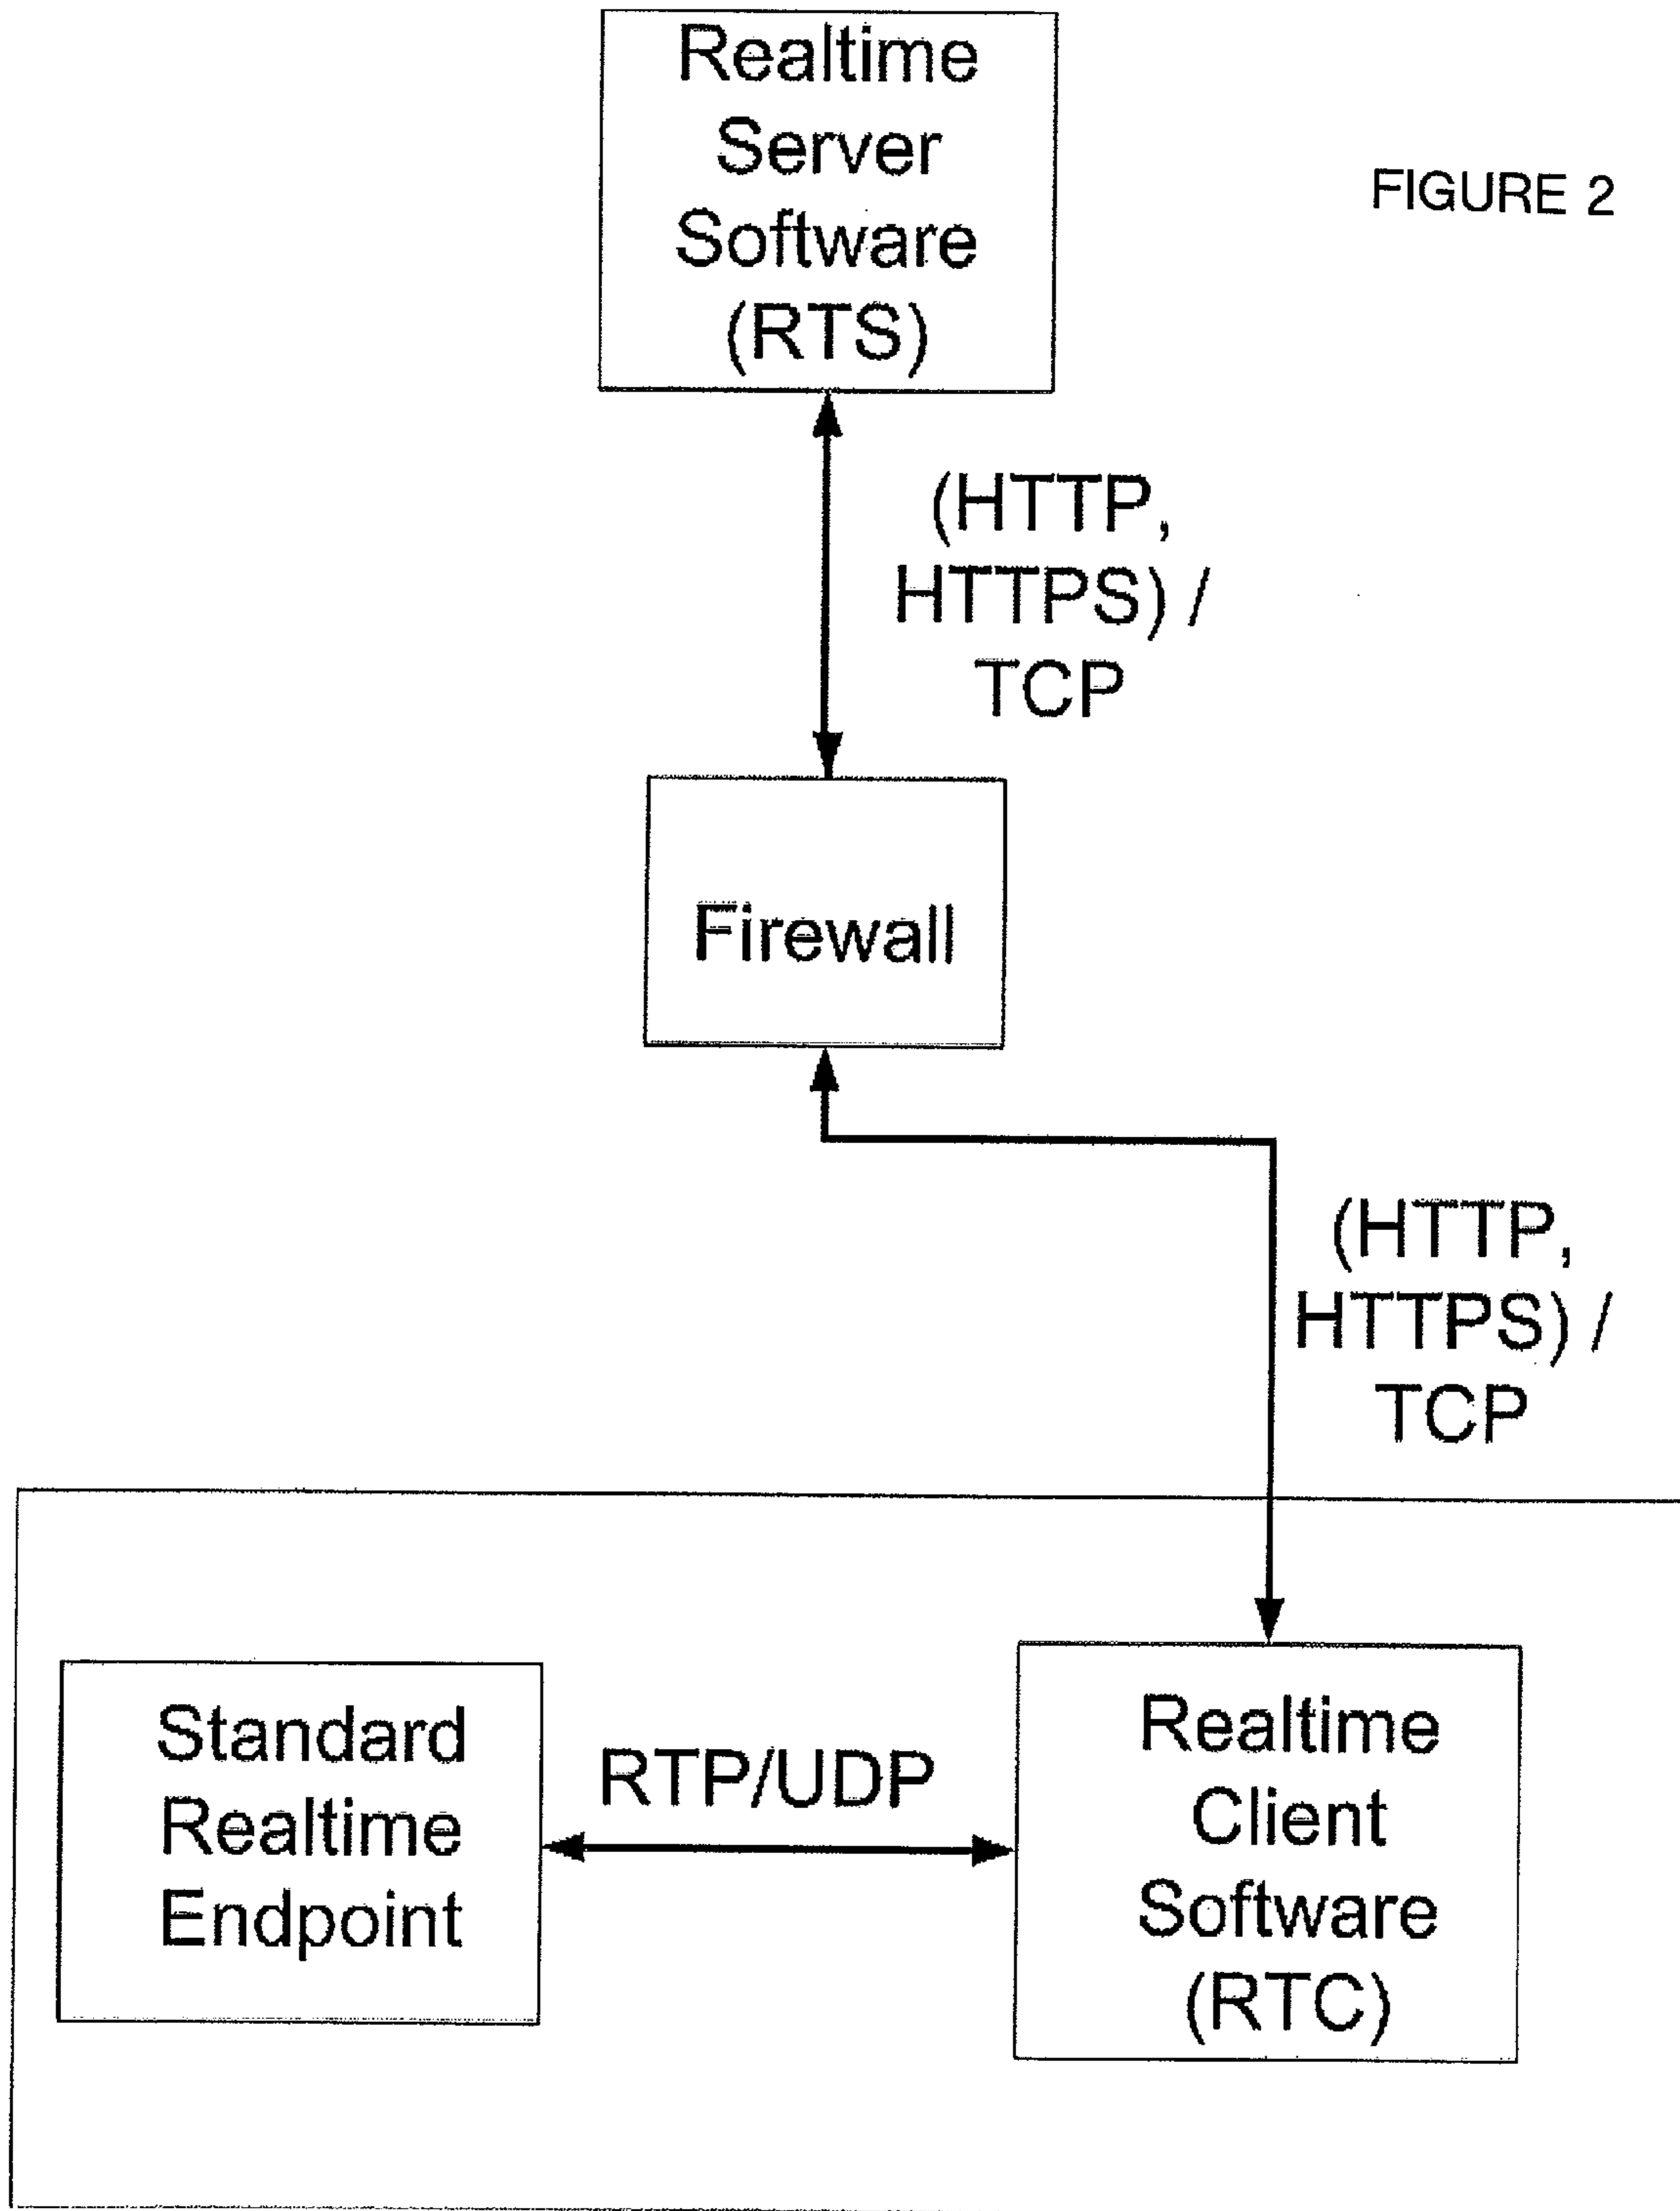 Realtime
Server
Software
(RTS)
FIGURE 2
(HTTP,
HTTPS) /
TCP
Firewall
(HTTP,
HTTPS) /
TCP
Standard
Realtime
Endpoint
RTP/UDP
Realtime
Client
Software
(RTC)